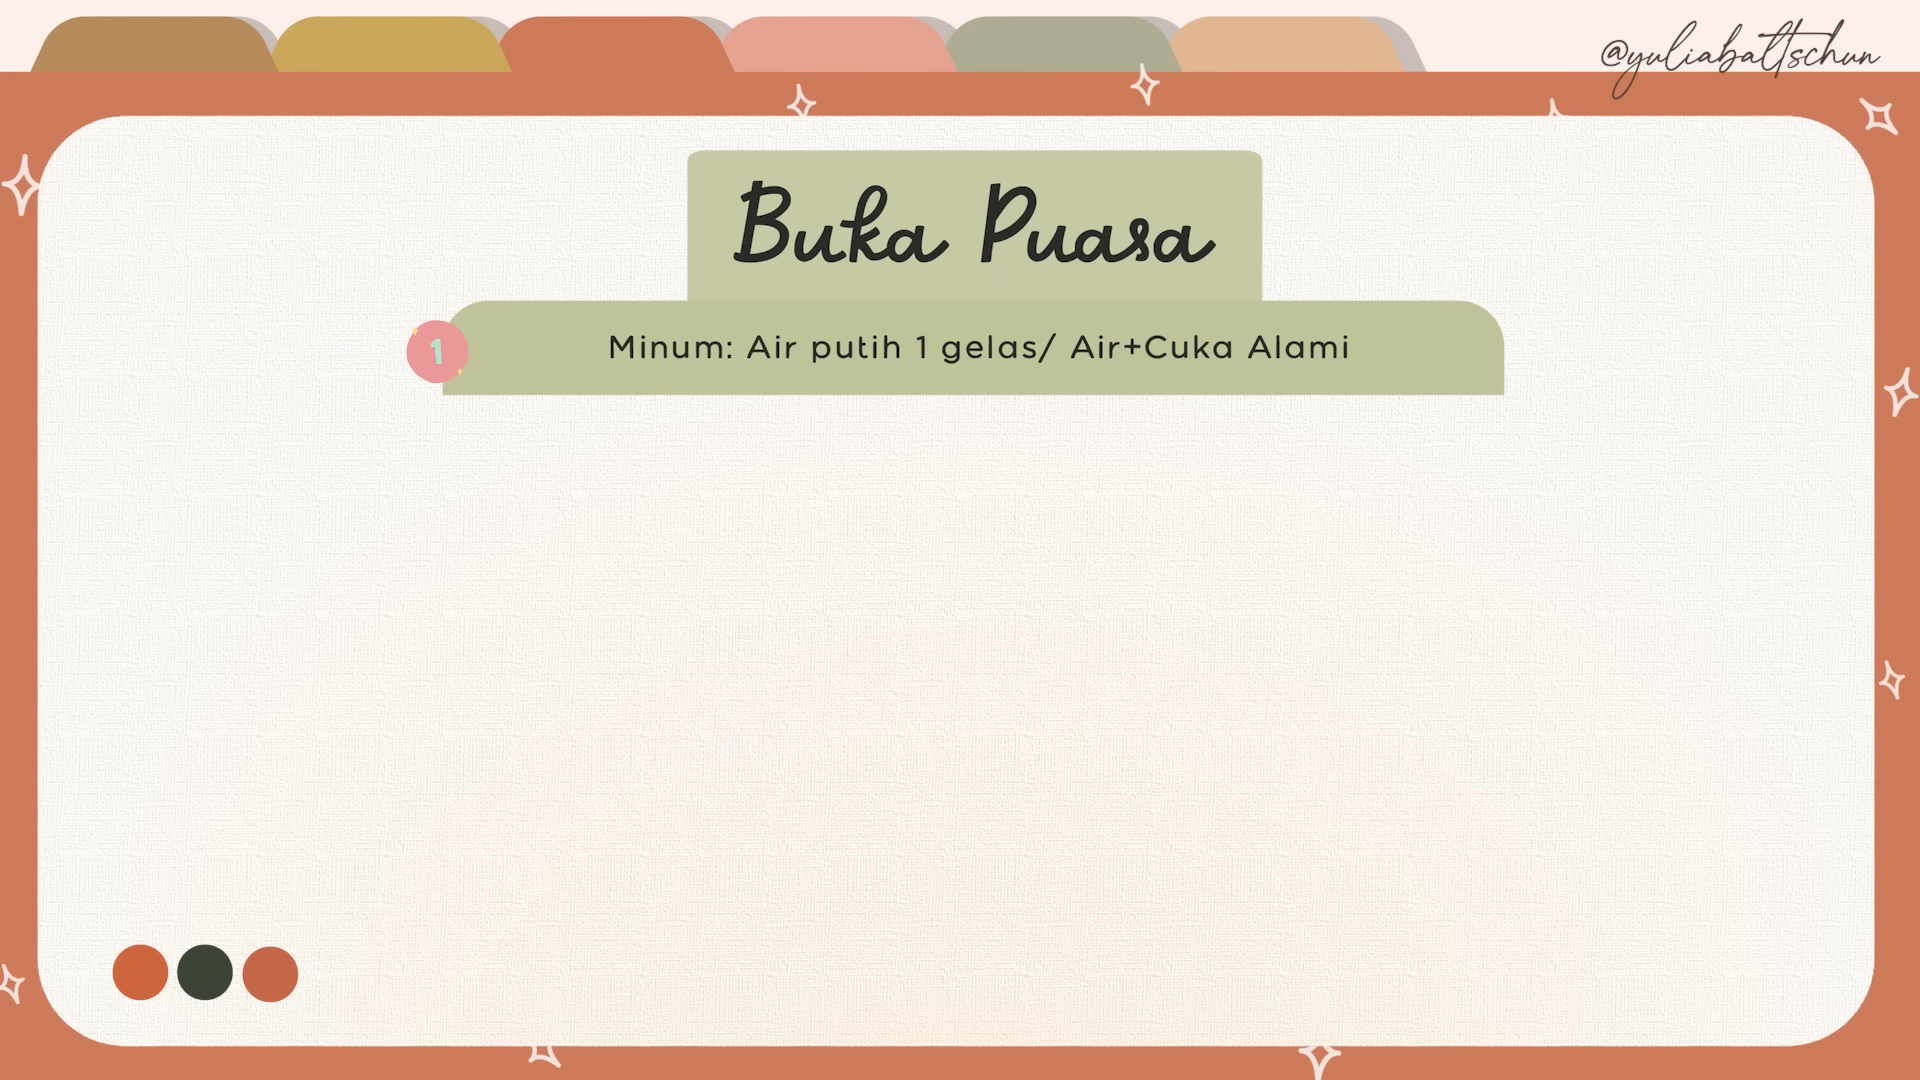 @yuliabaltschun
Buka Puasa
1
Minum: Air putih 1 gelas/ Air+Cuka Alami